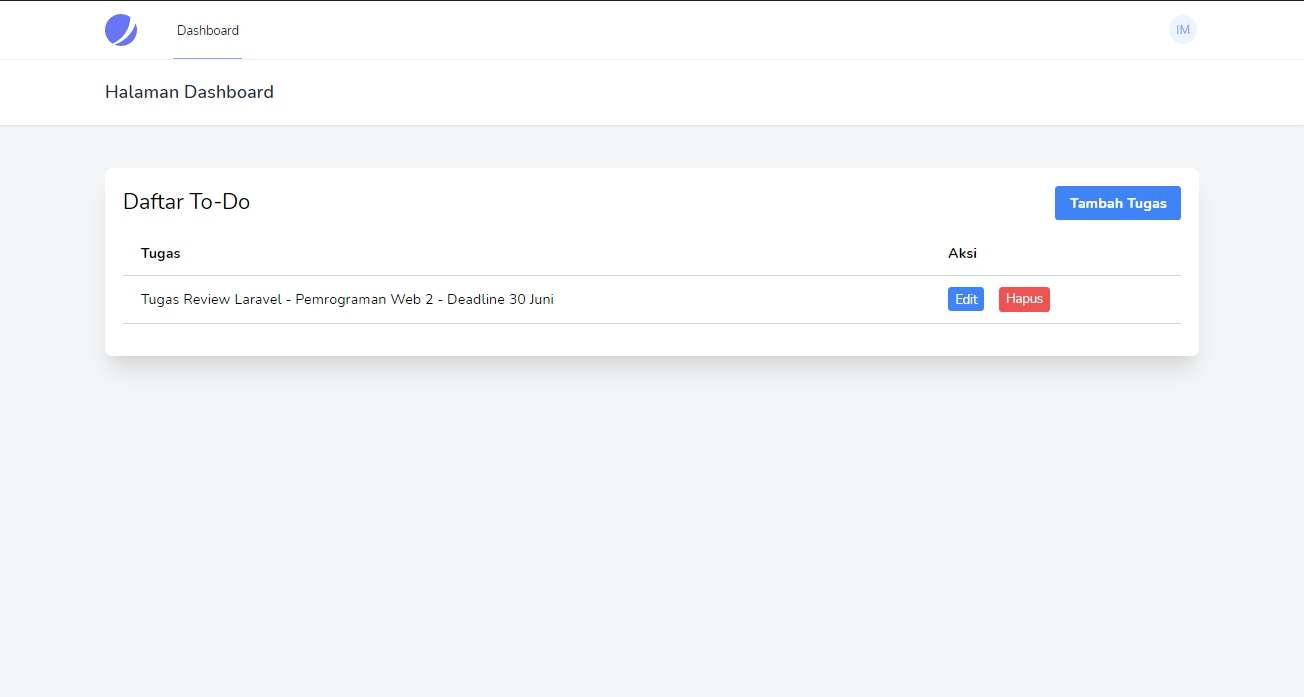 Dashboard
IM
Halaman Dashboard
Daftar To-Do
Tambah Tugas
Tugas Aksi
Tugas Review Laravel - Pemrograman Web 2 - Deadline 30 Juni Edit Hapus